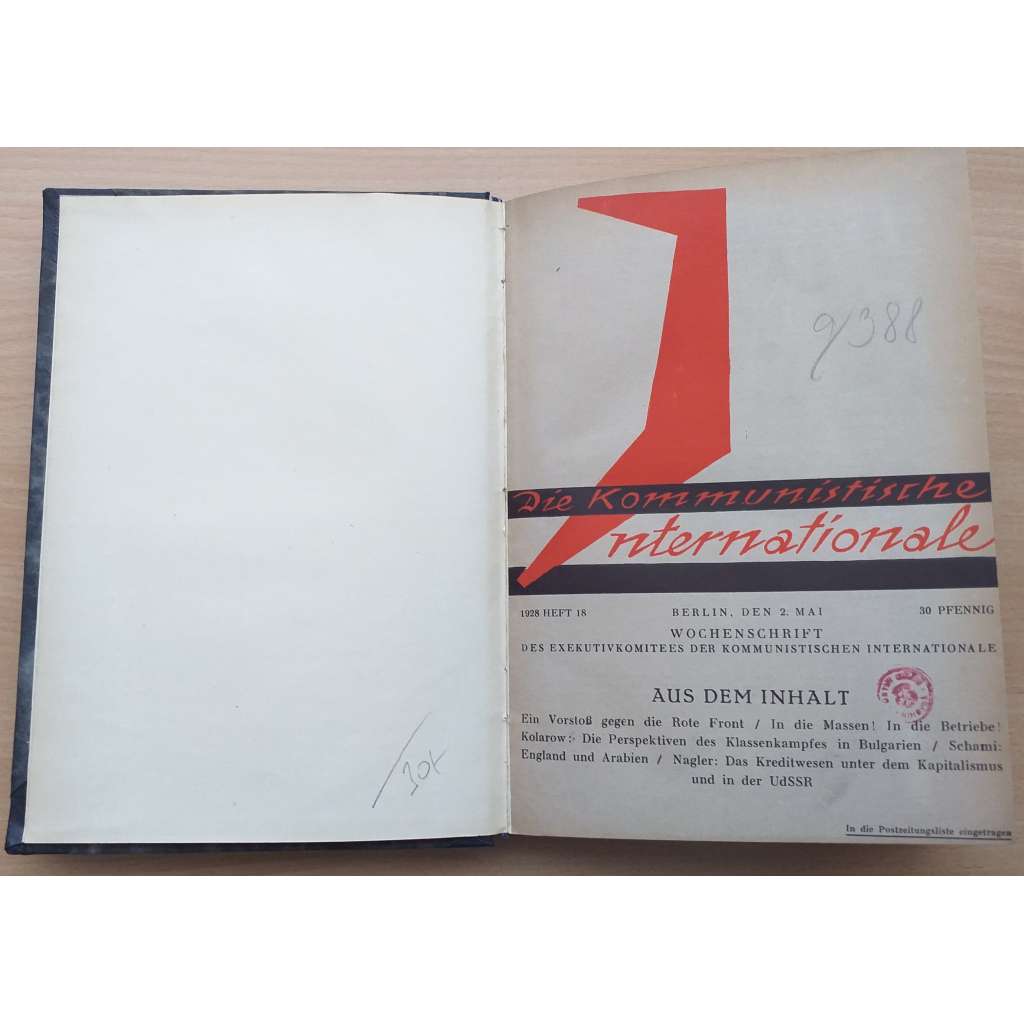 Die Kommunistische
Internationale
1928 HEFT 18 BERLIN, DEN 2. MAI 30 PFENNIG
WOCHENSCHRIFT
DES EXEKUTIVKOMITEES DER KOMMUNISTISCHEN INTERNATIONALE
AUS DEM INHALT
Ein Vorstoß gegen die Rote Front / In die Massen! In die Betriebe!
Kolarow: Die Perspektiven des Klassenkampfes in Bulgarien / Schami:
England und Arabien / Nagler: Das Kreditwesen unter dem Kapitalismus
und in der UdSSR
In die Postzeitungsliste eingetragen